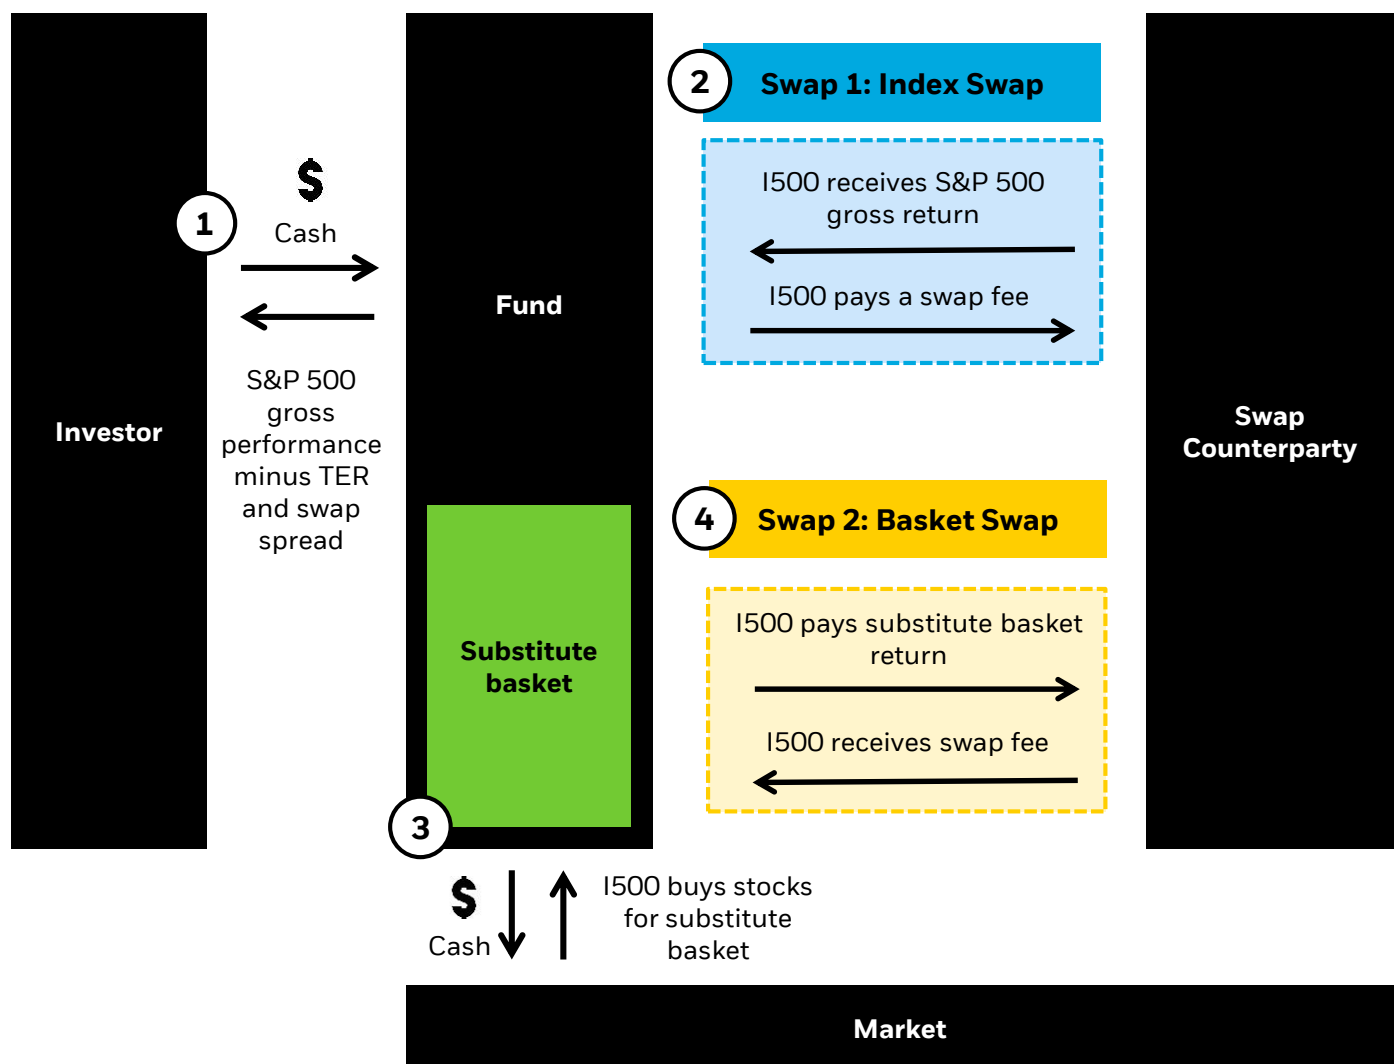 Investor
1
$
Cash
S&P 500
gross
performance
minus TER
and swap
spread
Fund
2
Swap 1: Index Swap
I500 receives S&P 500
gross return
I500 pays a swap fee
Swap
Counterparty
Substitute
basket
4
Swap 2: Basket Swap
I500 pays substitute basket
return
I500 receives swap fee
3
$
Cash
I500 buys stocks
for substitute
basket
Market